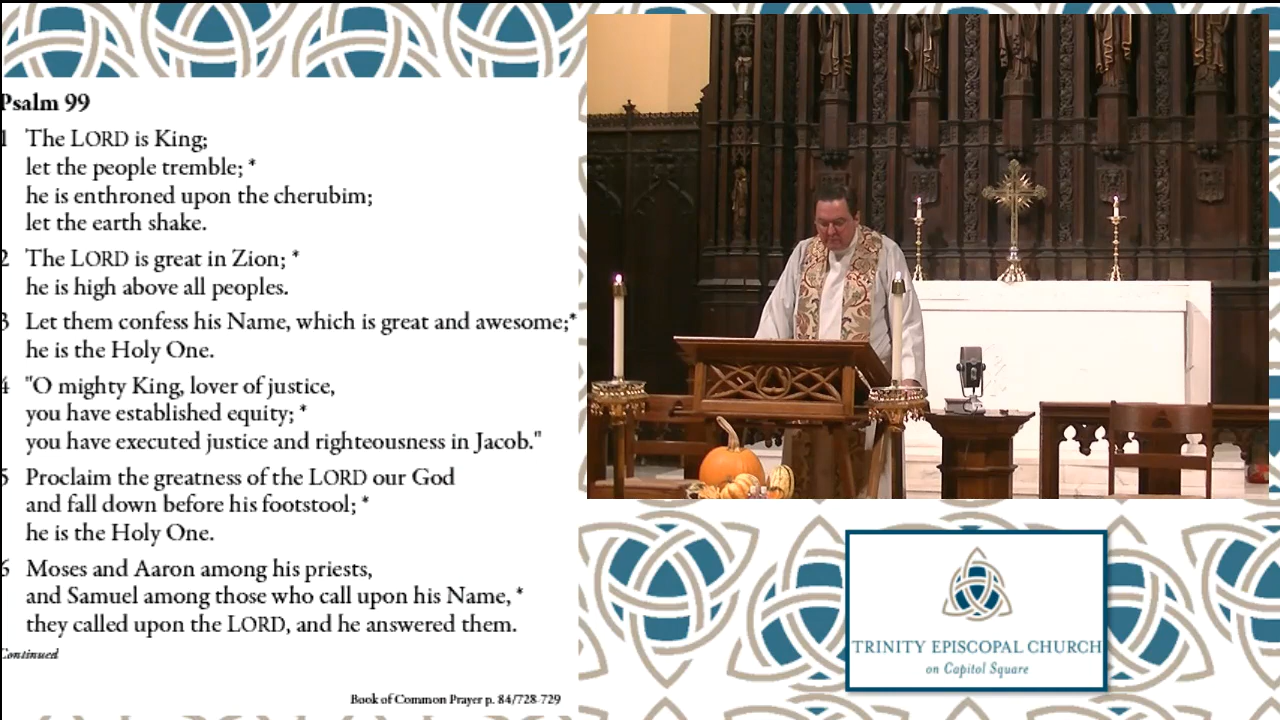 Psalm 99
1 The LORD is King;
let the people tremble; *
he is enthroned upon the cherubim;
let the earth shake.
2 The LORD is great in Zion; *
he is high above all peoples.
3 Let them confess his Name, which is great and awesome;*
he is the Holy One.
4 "O mighty King, lover of justice,
you have established equity; *
you have executed justice and righteousness in Jacob."
5 Proclaim the greatness of the LORD our God
and fall down before his footstool; *
he is the Holy One.
6 Moses and Aaron among his priests,
and Samuel among those who call upon his Name, *
they called upon the LORD, and he answered them.
Continued
Book of Common Prayer p. 84/728-729
TRINITY EPISCOPAL CHURCH
on Capitol Square